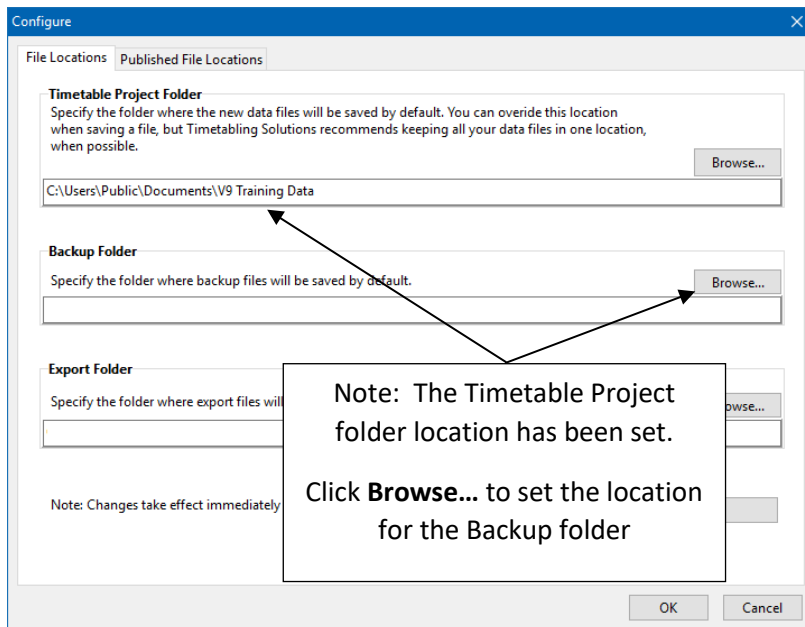 Configure
File Locations
Published File Locations
Timetable Project Folder
Specify the folder where the new data files will be saved by default. You can overide this location
when saving a file, but Timetabling Solutions recommends keeping all your data files in one location,
when possible.
Browse...
C:\Users\Public\Documents\V9 Training Data
Backup Folder
Specify the folder where backup files will be saved by default.
Browse...
Export Folder
Specify the folder where export files will
owse...
Note: The Timetable Project
folder location has been set.
Click Browse… to set the location
for the Backup folder
Note: Changes take effect immediately
OK
Cancel